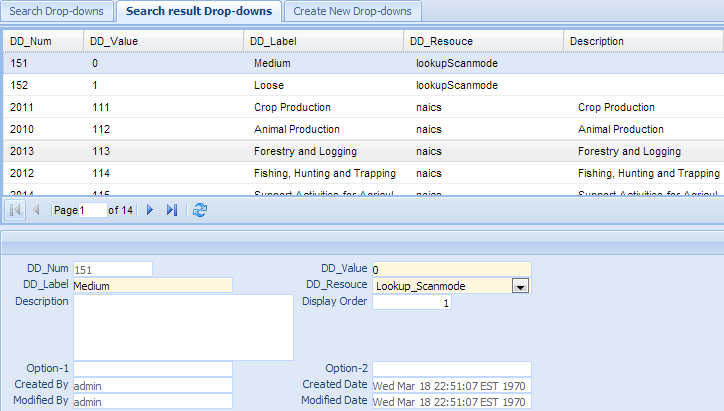 Search Drop-downs Search result Drop-downs Create New Drop-downs
DD_Num DD_Value DD_Label DD_Resouce Description
151 0 Medium lookupScanmode
152 1 Loose lookupScanmode
2011 111 Crop Production naics Crop Production
2010 112 Animal Production naics Animal Production
2013 113 Forestry and Logging naics Forestry and Logging
2012 114 Fishing, Hunting and Trapping naics Fishing, Hunting and Trapping
2014 115 Support Activities for Agricul naics Support Activities for Agricul
Page 1 of 14
DD_Num 151 DD_Value 0
DD_Label Medium DD_Resouce Lookup_Scanmode
Description Display Order 1
Option-1 Option-2
Created By admin Created Date Wed Mar 18 22:51:07 EST 1970
Modified By admin Modified Date Wed Mar 18 22:51:07 EST 1970